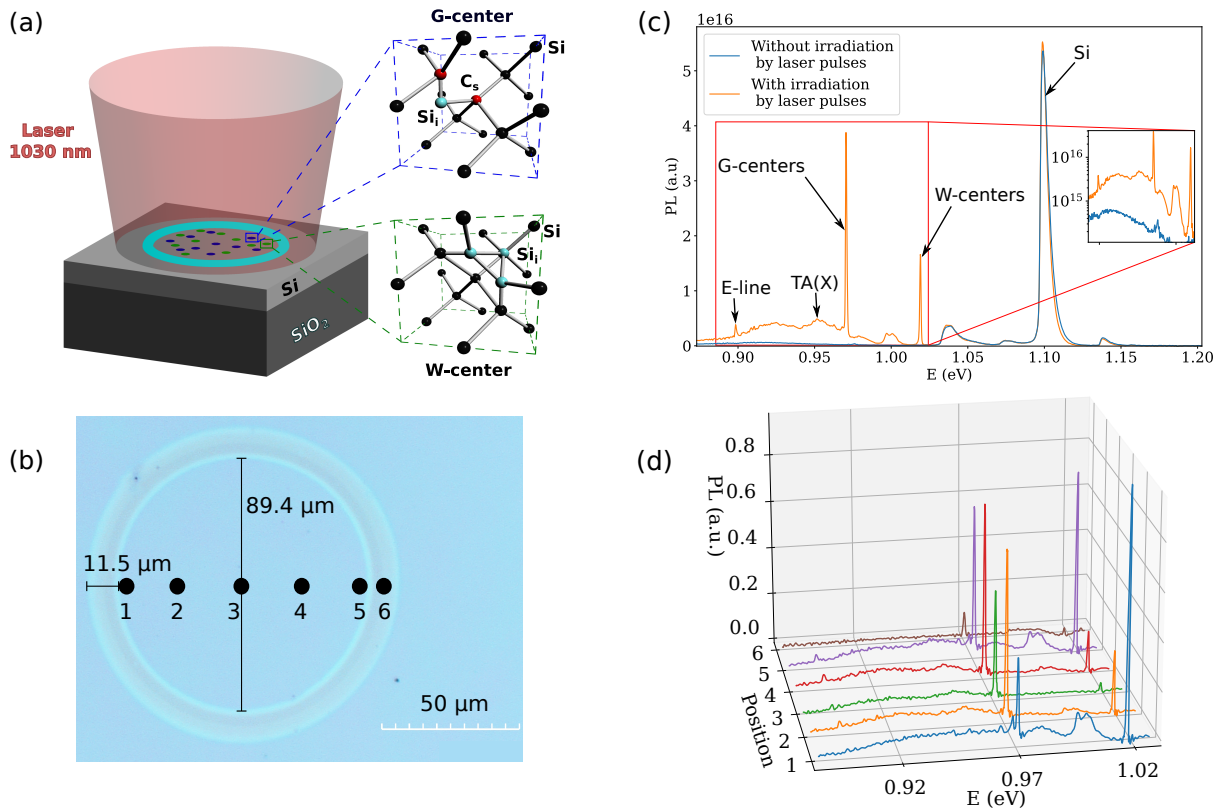 (a)
G-center
Si
C_s
Si_i
Laser
1030 nm
Si
Si_i
Si
SiO_2
W-center
(b)
89.4 μm
11.5 μm
1 2 3 4 5 6
50 μm
(c)
1e16
Without irradiation
by laser pulses
With irradiation
by laser pulses
Si
G-centers
W-centers
E-line
TA(X)
10^16
10^15
PL (a.u)
5
4
3
2
1
0
0.90 0.95 1.00 1.05 1.10 1.15 1.20
E (eV)
(d)
PL (a.u.)
0.8
0.6
0.4
0.2
0.0
6
5
4
3
2
1
Position
0.92 0.97 1.02
E (eV)